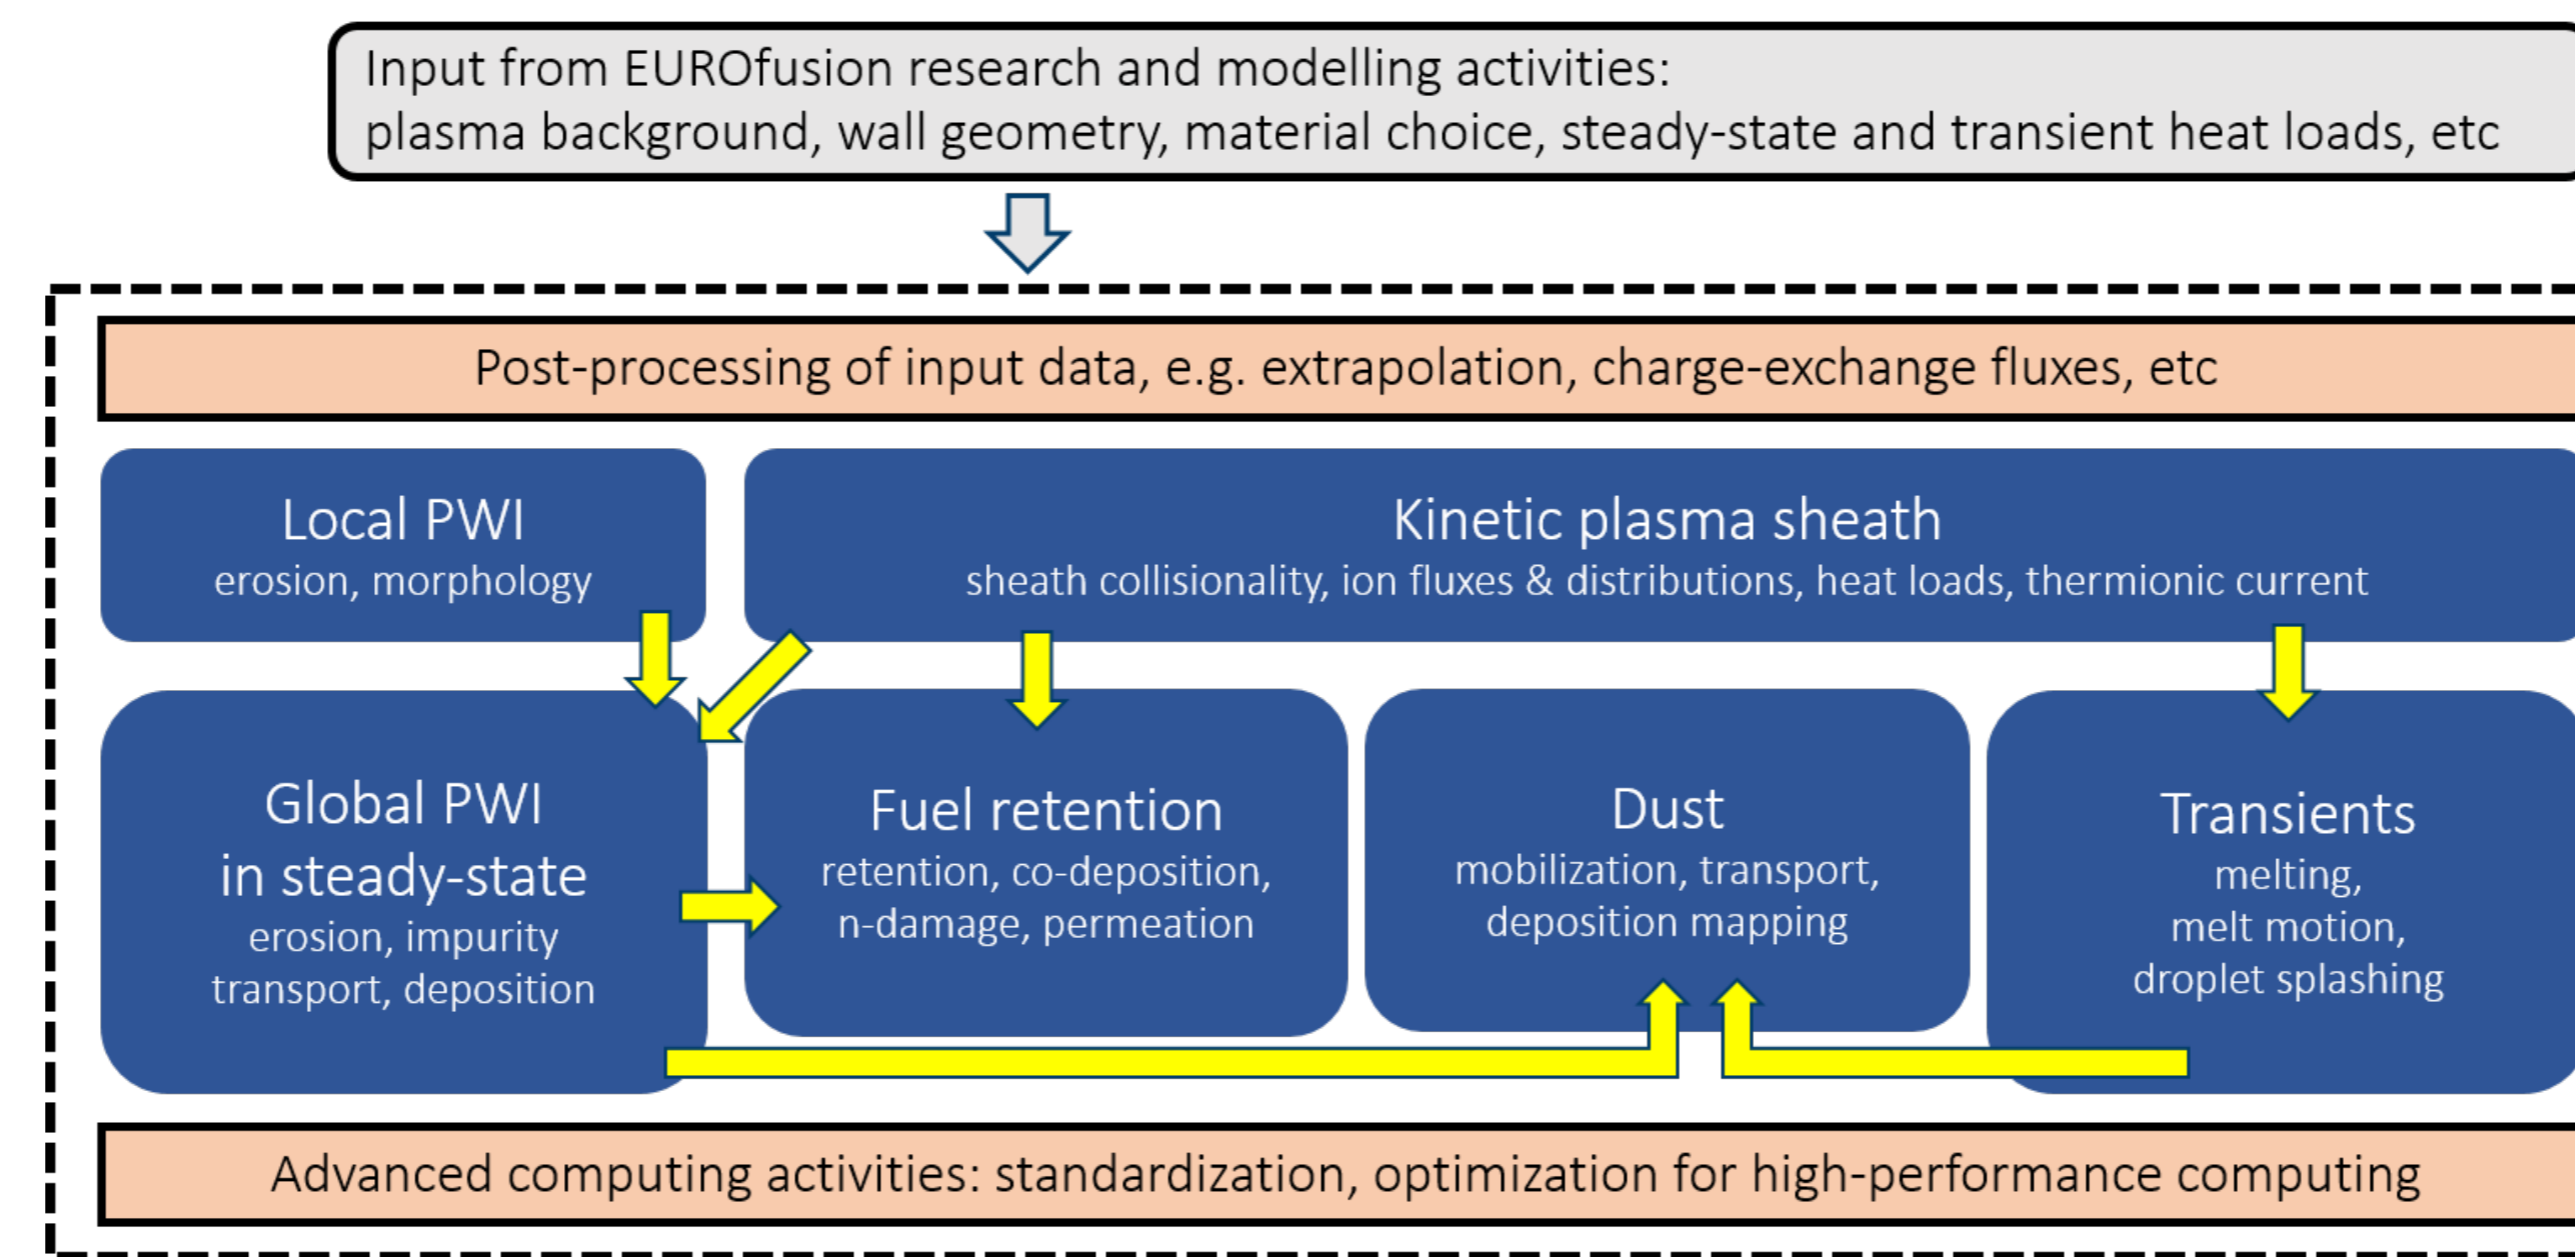 Input from EUROfusion research and modelling activities:
plasma background, wall geometry, material choice, steady-state and transient heat loads, etc
Post-processing of input data, e.g. extrapolation, charge-exchange fluxes, etc
Local PWI
erosion, morphology
Kinetic plasma sheath
sheath collisionality, ion fluxes & distributions, heat loads, thermionic current
Global PWI
in steady-state
erosion, impurity
transport, deposition
Fuel retention
retention, co-deposition,
n-damage, permeation
Dust
mobilization, transport,
deposition mapping
Transients
melting,
melt motion,
droplet splashing
Advanced computing activities: standardization, optimization for high-performance computing